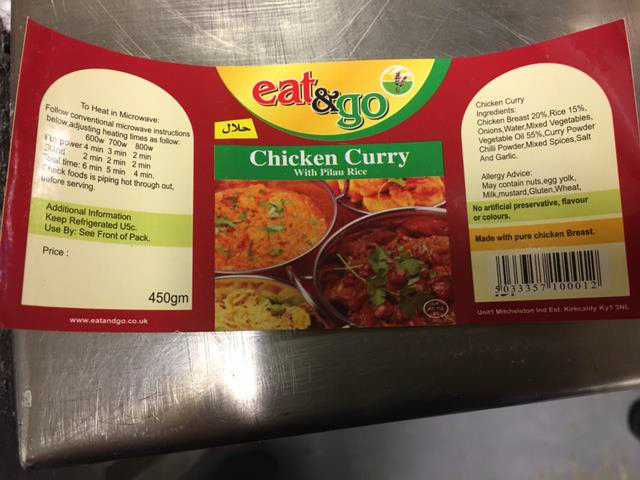 To Heat in Microwave:
Follow conventional microwave instructions
below,adjusting heating times as follow:
600w 700w 800w
Full power 4 min 3 min 2 min
Stand 2 min 2 min 2 min
Total time: 6 min 5 min 4 min.
Check foods is piping hot through out,
before serving.
Additional Information
Keep Refrigerated U5c.
Use By: See Front of Pack.
Price :
450gm
www.eatandgo.co.uk
eat&go
حلال
Chicken Curry
With Pilau Rice
Chicken Curry
Ingredients:
Chicken Breast 20%,Rice 15%,
Onions,Water,Mixed Vegetables,
Vegetable Oil 55%,Curry Powder
Chilli Powder,Mixed Spices,Salt
And Garlic.
Allergy Advice:
May contain nuts,egg yolk,
Milk,mustard,Gluten,Wheat,
No artificial preservative, flavour
or colours.
Made with pure chicken Breast.
5033357100012
Unit1 Mitchelston Ind Est. Kirkcaldy Ky1 3NL